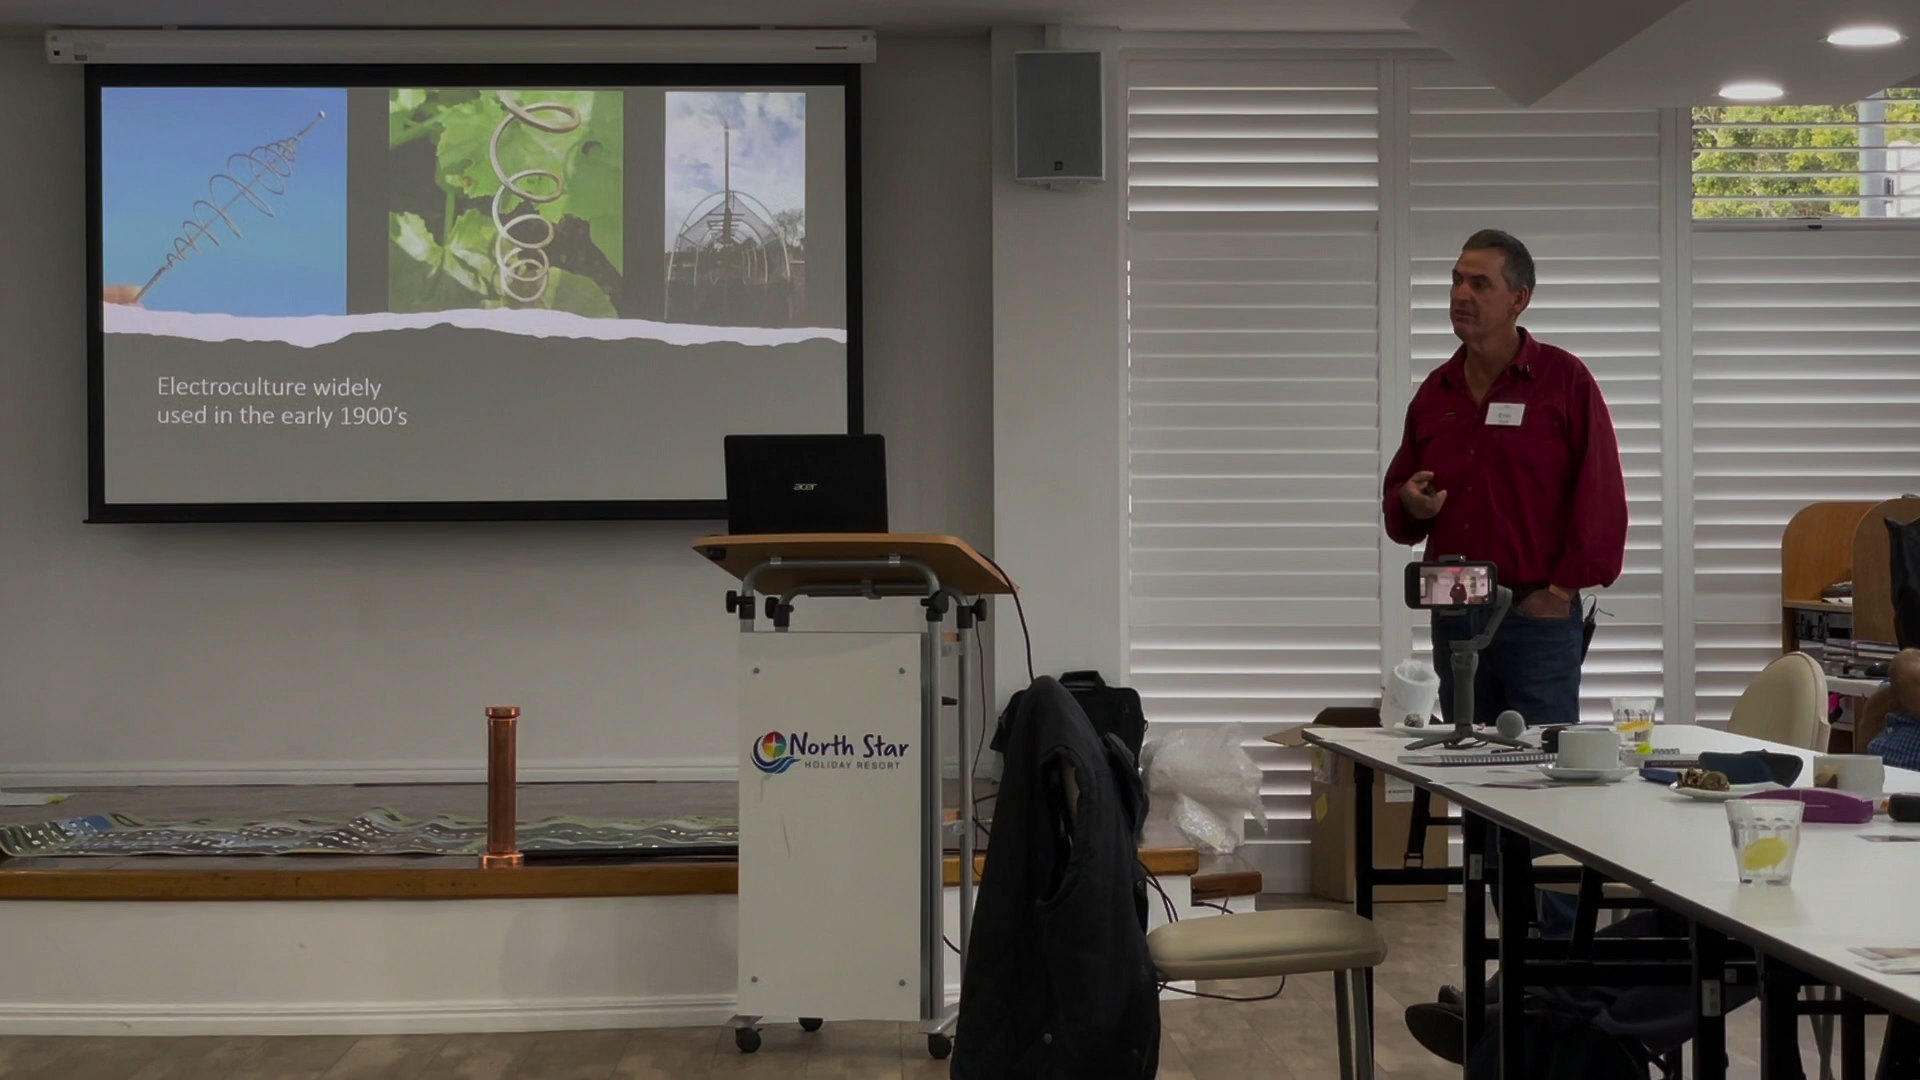 Electroculture widely
used in the early 1900's
acer
North Star
HOLIDAY RESORT